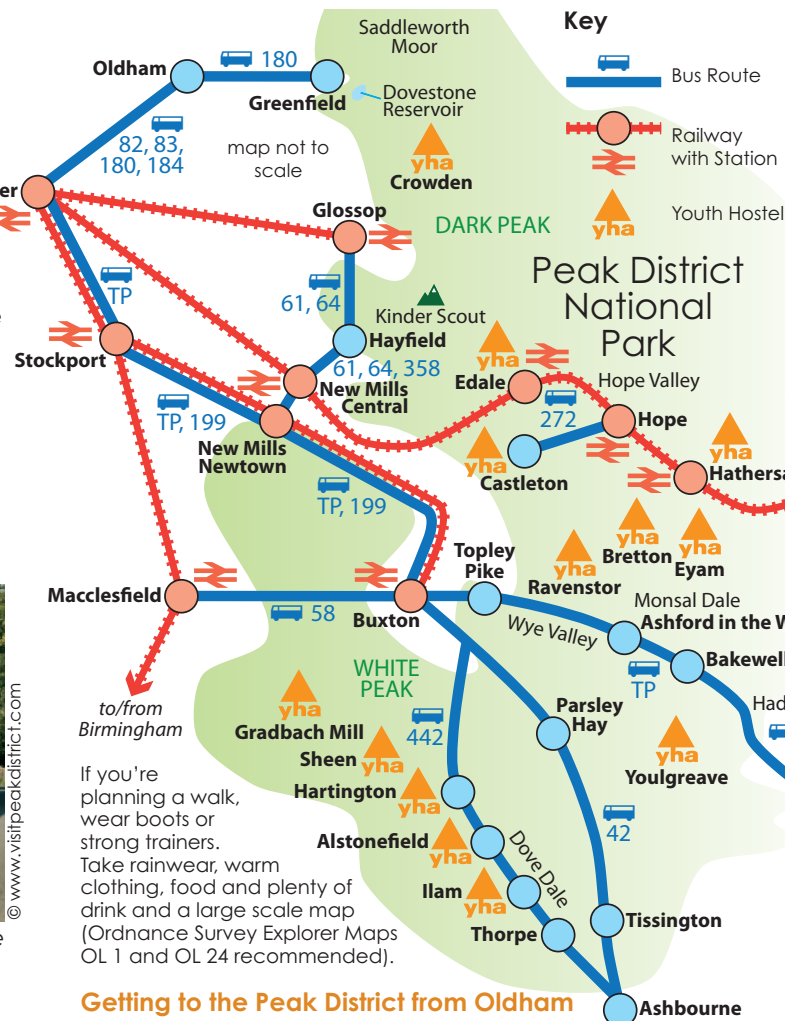 Saddleworth
Moor
Key
180
Oldham
Bus Route
Greenfield
Dovestone
Reservoir
82, 83,
180, 184
map not to
scale
yha
Crowden
Railway
with Station
er
Glossop
DARK PEAK
yha
Youth Hostel
TP
61, 64
Kinder Scout
Peak District
National
Park
Stockport
Hayfield
61, 64, 358
yha
Edale
Hope Valley
New Mills
Central
272
Hope
TP, 199
New Mills
Newtown
yha
Castleton
yha
Hathersa
TP, 199
yha
Ravenstor
yha
Bretton
yha
Eyam
Topley
Pike
Macclesfield
58
Buxton
Wye Valley
Monsal Dale
Ashford in the W
Bakewell
TP
to/from
Birmingham
WHITE
PEAK
Had
yha
Gradbach Mill
442
Parsley
Hay
yha
Youlgreave
Sheen
yha
Hartington
yha
42
Alstonefield
yha
Dove Dale
Ilam
yha
Thorpe
Tissington
Ashbourne
If you're
planning a walk,
wear boots or
strong trainers.
Take rainwear, warm
clothing, food and plenty of
drink and a large scale map
(Ordnance Survey Explorer Maps
OL 1 and OL 24 recommended).
© www.visitpeakdistrict.com
Getting to the Peak District from Oldham